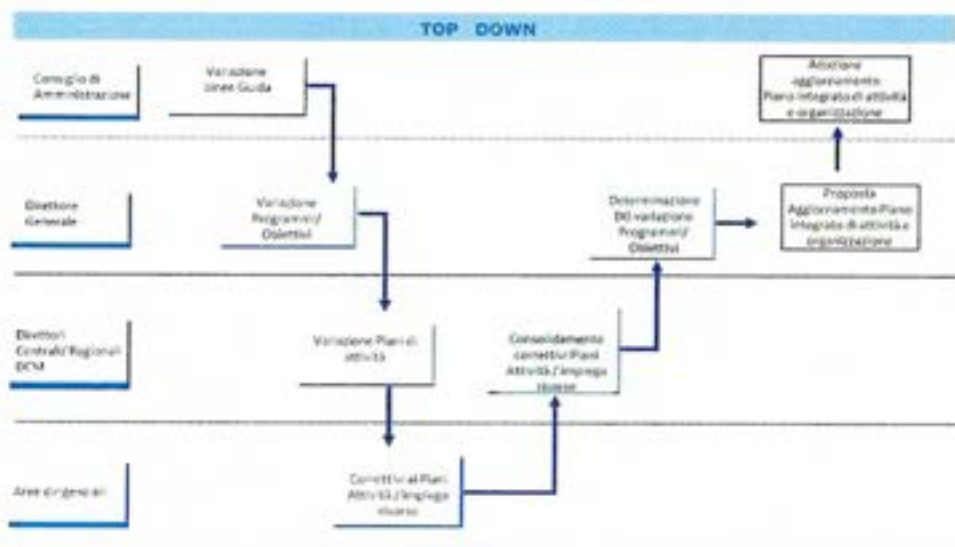 TOP DOWN
Consiglio di
Amministrazione
Variazione
Linee Guida
Adozione
aggiornamento
Piano integrato di attività
e organizzazione
Direttore
Generale
Variazione
Programmi/
Obiettivi
Determinazione
DG variazione
Programmi/
Obiettivi
Proposta
Aggiornamento Piano
integrato di attività e
organizzazione
Direttori
Centrali/Regionali
DCM
Variazione Piani di
attività
Consolidamento
correttivi Piani
Attività / Impiego
risorse
Aree dirigenziali
Correttivi ai Piani
Attività / Impiego
risorse